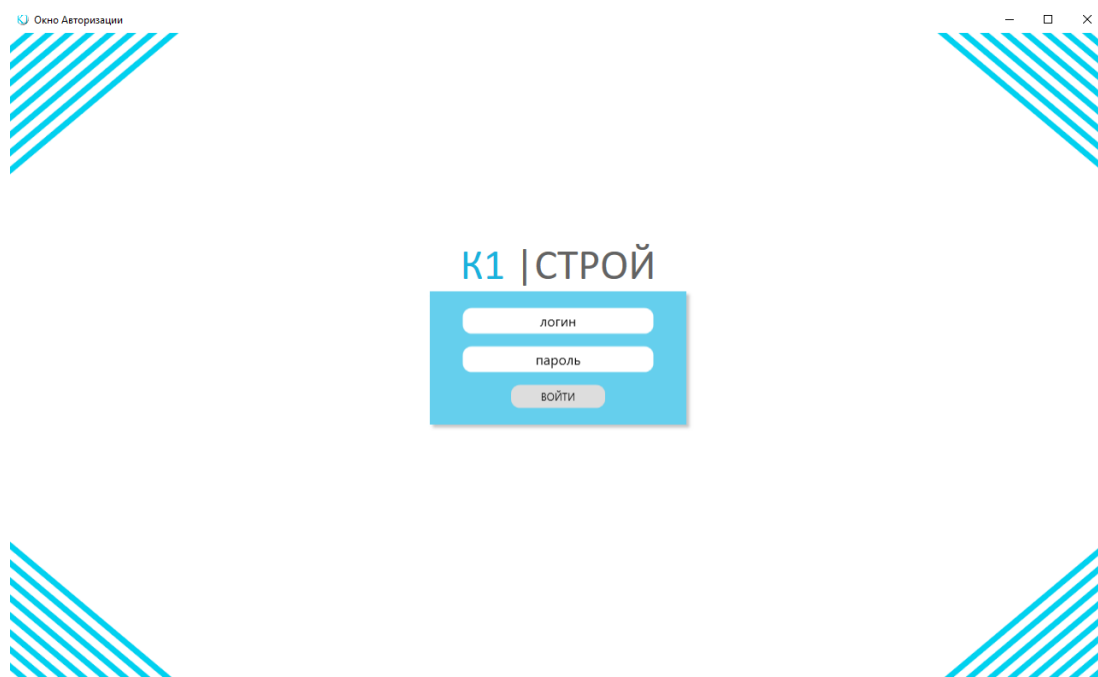 Окно Авторизации
К1 |СТРОЙ
логин
пароль
ВОЙТИ